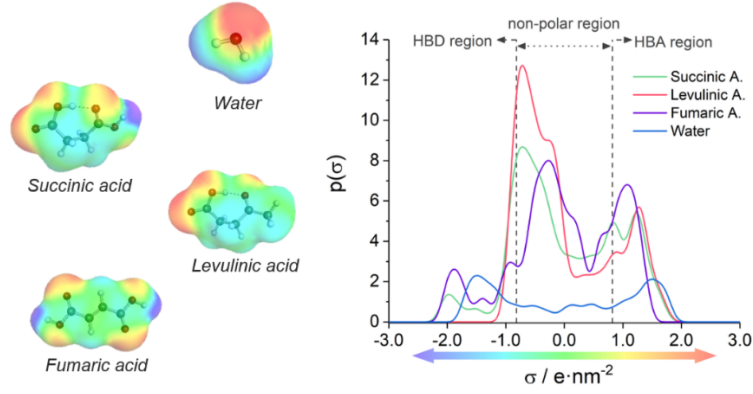 Water
Succinic acid
Levulinic acid
Fumaric acid
non-polar region
HBD region
HBA region
Succinic A.
Levulinic A.
Fumaric A.
Water
p(σ)
14
12
10
8
6
4
2
0
-3.0 -2.0 -1.0 0.0 1.0 2.0 3.0
σ / e·nm⁻²